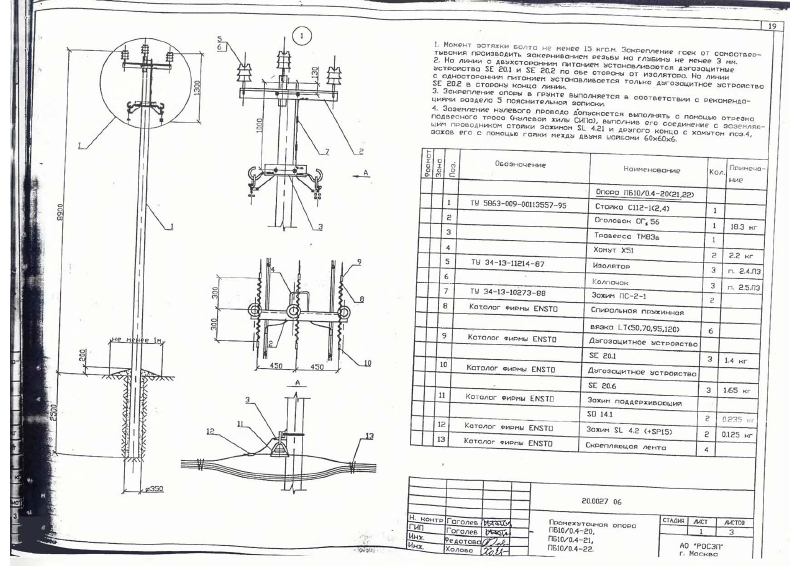 19
1. Момент затяжки болта не менее 15 кгс.м. Закрепление гаек от самоотвер-
тывания производить закерниванием резьбы на глубину не менее 3 мм.
2. На линии с двухсторонним питанием устанавливается дугозащитные
устройства SE 20.1 и SE 20.2 по обе стороны от изолятора. На линии
с односторонним питанием устанавливается только дугозащитное устройство
SE 20.2 в сторону конца линии.
3. Закрепление опоры в грунте выполняется в соответствии с рекоменда-
циями раздела 5 пояснительной записки.
4. Заземление нулевого провода допускается выполнять с помощью отрезка
подвесного троса (нулевой жилы СИПа), выполнив его соединение с заземляю-
щим проводником стойки зажимом SL 4.21 и другого конца с хомутом поз.4,
зажав его с помощью гайки между двумя шайбами 60х60х6.
Формат Зона Поз. Обозначение Наименование Кол. Примеча-
ние
Опора ПБ10/0.4-20(21,22)
1 ТУ 5863-009-00113557-95 Стойка С112-1(2,4) 1
2 Оголовок ОГ 56 1 18.3 кг
3 Траверса ТМ83а 1
4 Хомут Х51 2 2.2 кг
5 ТУ 34-13-11214-87 Изолятор 3 п. 2.4.ПЗ
6 Колпачок 3 п. 2.5.ПЗ
7 ТУ 34-13-10273-88 Зажим ПС-2-1 2
8 Каталог фирмы ENSTO Спиральная пружинная
вязка LT(50,70,95,120) 6
9 Каталог фирмы ENSTO Дугозащитное устройство
SE 20.1 3 1.4 кг
10 Каталог фирмы ENSTO Дугозащитное устройство
SE 20.6 3 1.65 кг
11 Каталог фирмы ENSTO Зажим поддерживающий
SO 14.1 2 0.235 кг
12 Каталог фирмы ENSTO Зажим SL 4.2 (+SP15) 2 0.125 кг
13 Каталог фирмы ENSTO Скрепляющая лента 4
1
5
6
1300
1
1
8900
не менее 1м
200
2500
ø350
130
1000
7
2
А
3
4
9
8
300
300
2
10
450
450
А
3
11
12
13
20.0027 06
Н. контр Гоголев
ГИП Гоголев
Инж. Федотова
Инж. Холова
Промежуточная опора
ПБ10/0.4-20,
ПБ10/0.4-21,
ПБ10/0.4-22.
СТАДИЯ ЛИСТ ЛИСТОВ
1 3
АО "РОСЭП"
г. Москва